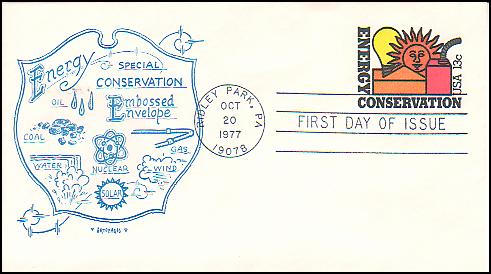 Energy
SPECIAL
CONSERVATION
Embossed
Envelope
OIL
COAL
GAS
WATER
NUCLEAR
WIND
SOLAR
RIDLEY PARK, PA
OCT
20
1977
19078
FIRST DAY OF ISSUE
ENERGY
CONSERVATION
USA 13c